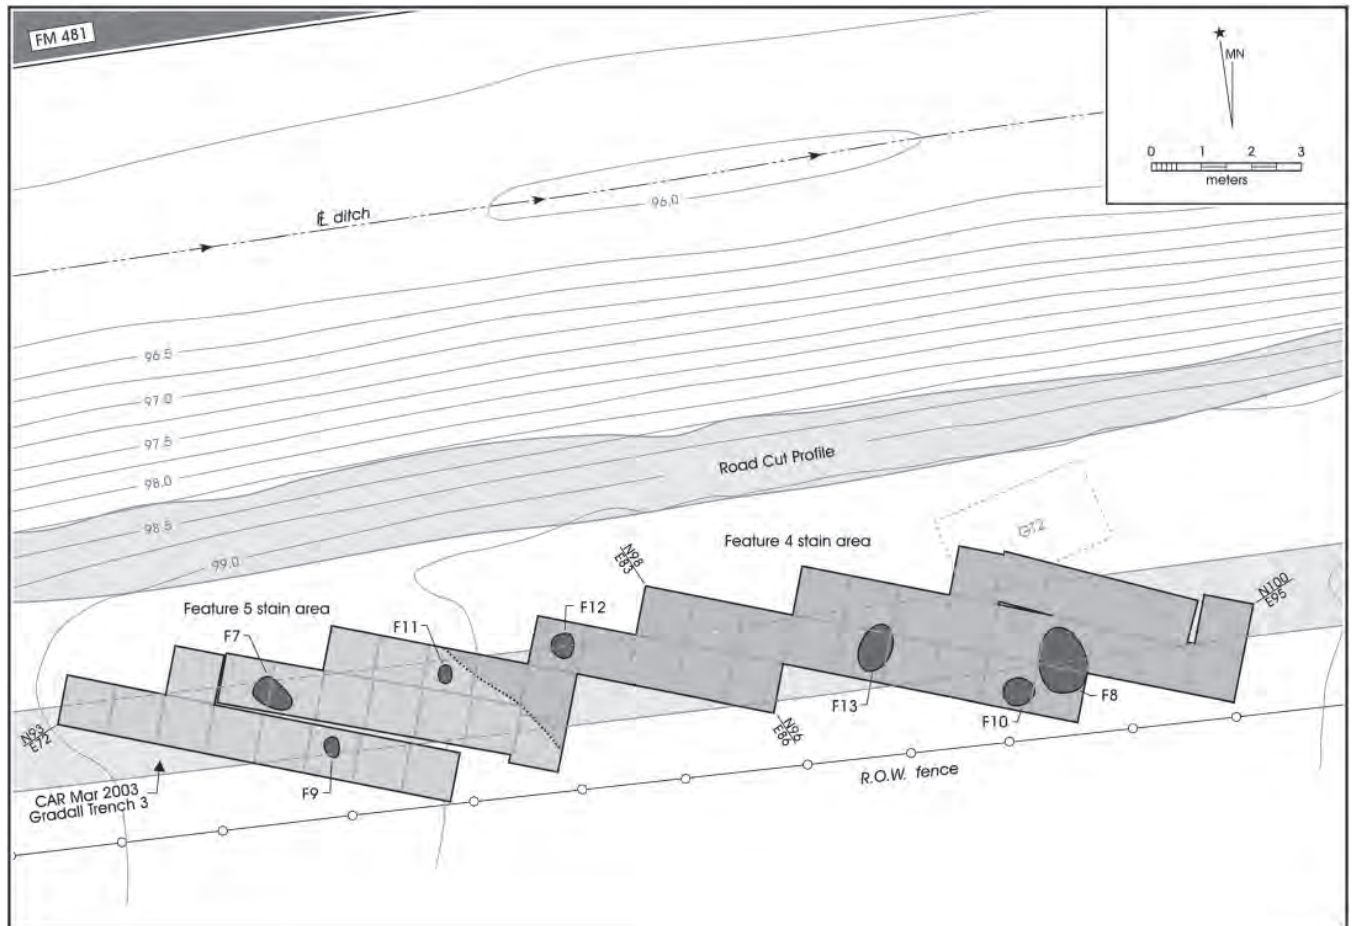 FM 481
MN
0 1 2 3
meters
℄ ditch
96.0
96.5
97.0
97.5
98.0
98.5
99.0
Road Cut Profile
GT2
Feature 4 stain area
N98
E83
N100
E95
Feature 5 stain area
F7
F11
F12
F13
F10
F8
N93
E72
N96
E86
F9
CAR Mar 2003
Gradall Trench 3
R.O.W. fence